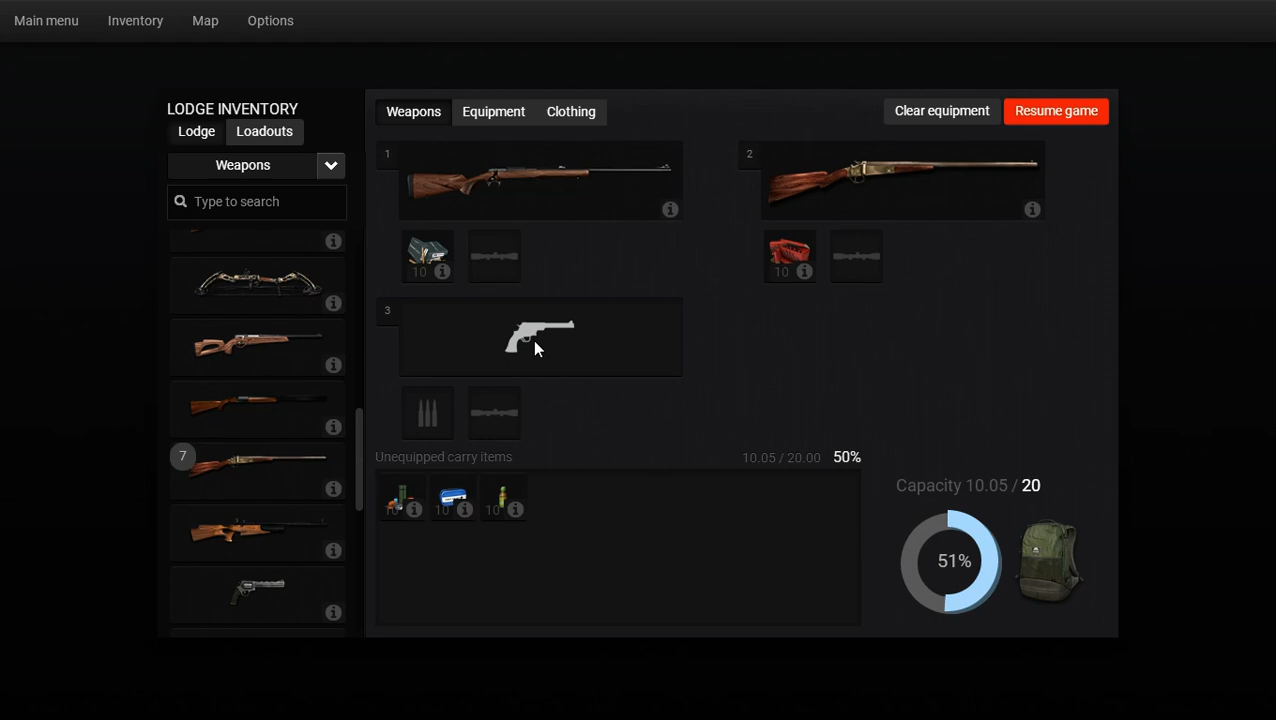 Main menu Inventory Map Options
LODGE INVENTORY
Lodge Loadouts
Weapons
Type to search
7
Weapons Equipment Clothing
Clear equipment Resume game
1
2
10
10
3
Unequipped carry items 10.05 / 20.00 50%
10 10 10
Capacity 10.05 / 20
51%